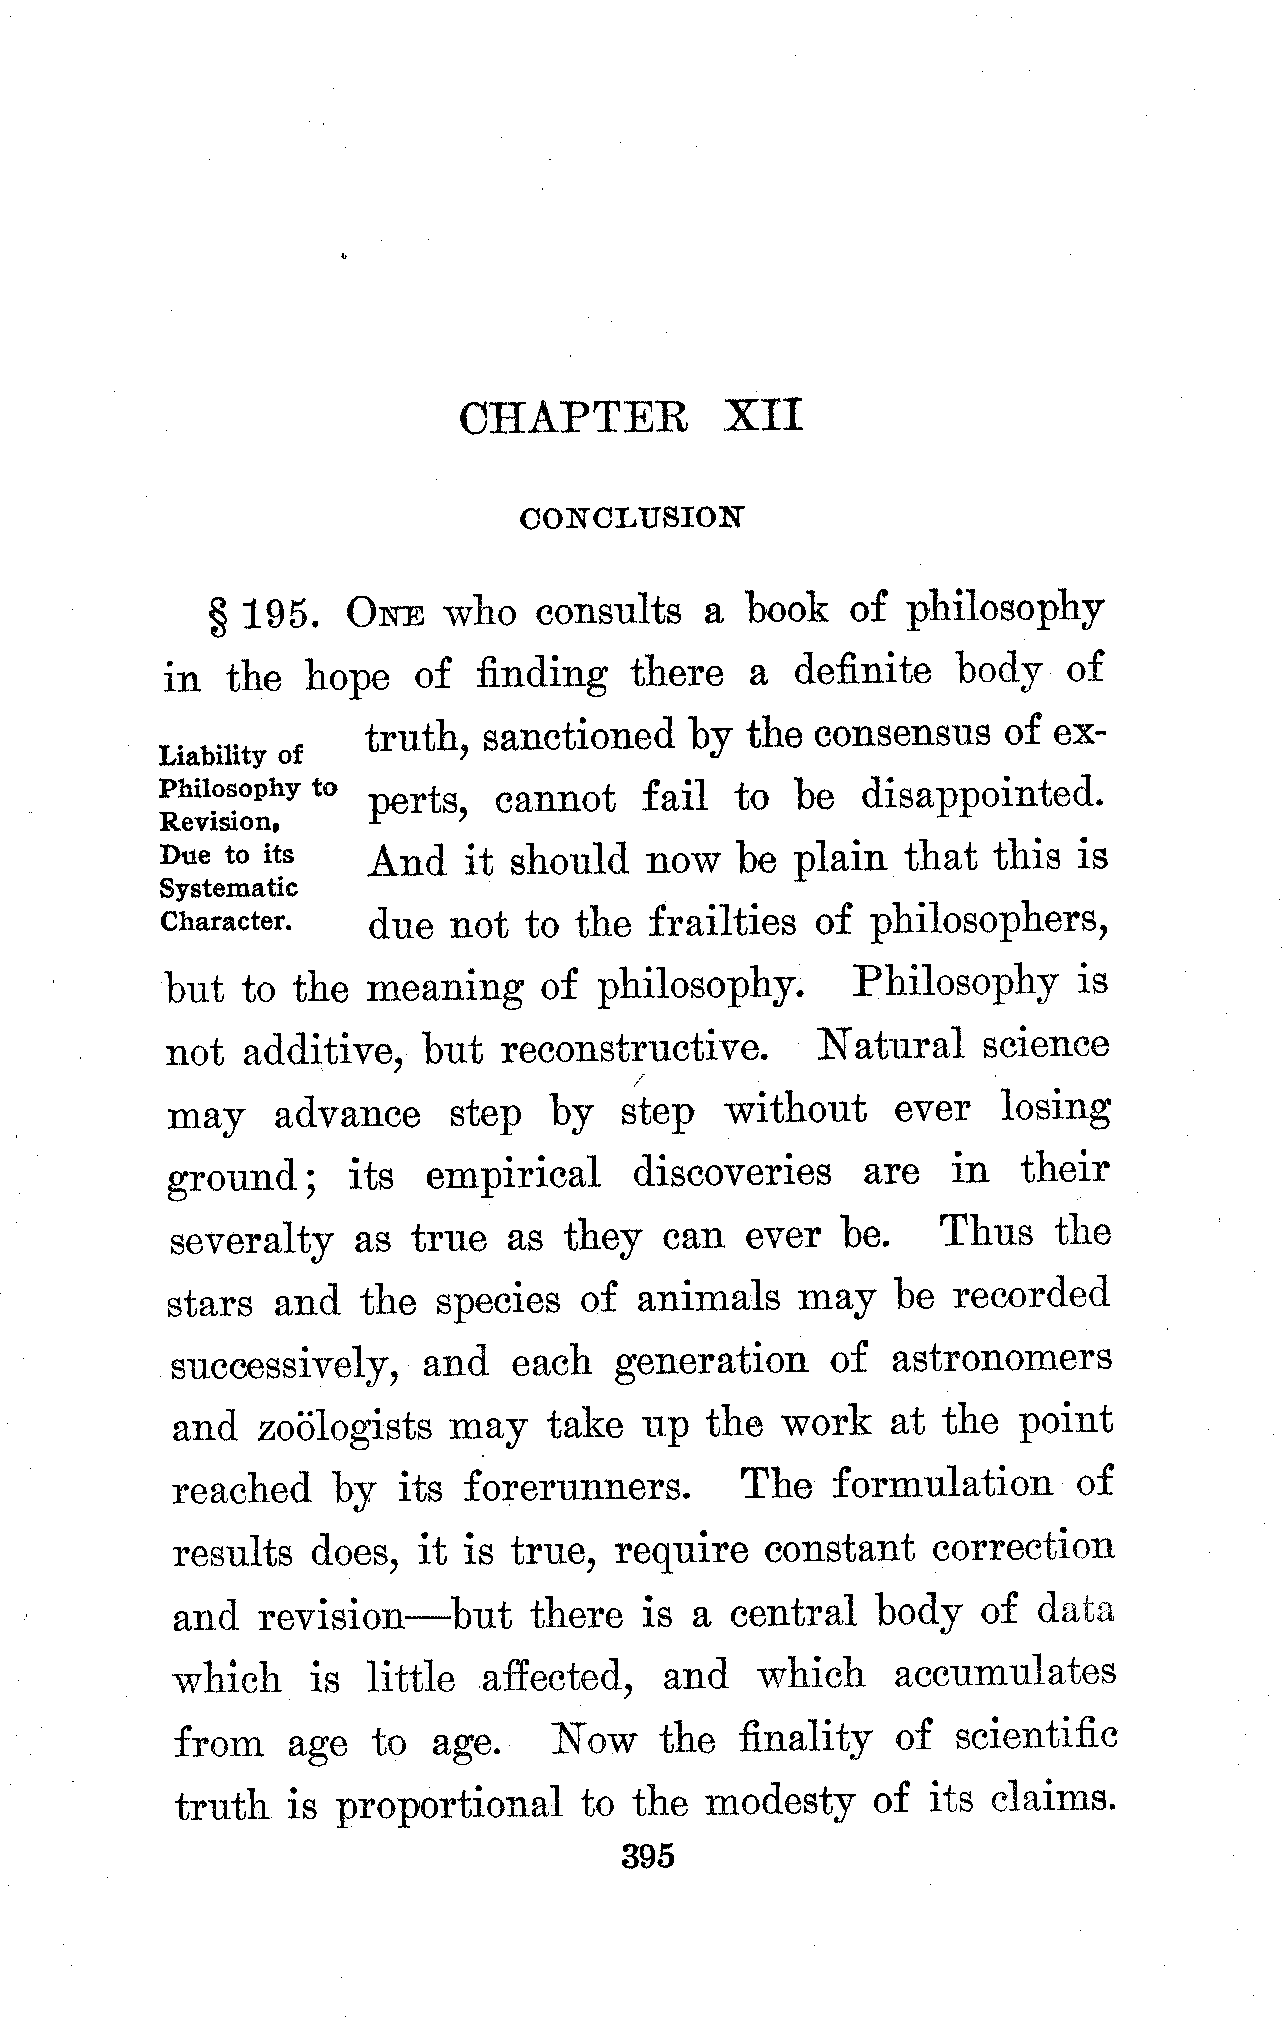 CHAPTER XII
CONCLUSION
§ 195. ONE who consults a book of philosophy
in the hope of finding there a definite body of
Liability of
Philosophy to
Revision,
Due to its
Systematic
Character.
truth, sanctioned by the consensus of ex-
perts, cannot fail to be disappointed.
And it should now be plain that this is
due not to the frailties of philosophers,
but to the meaning of philosophy. Philosophy is
not additive, but reconstructive. Natural science
may advance step by step without ever losing
ground; its empirical discoveries are in their
severalty as true as they can ever be. Thus the
stars and the species of animals may be recorded
successively, and each generation of astronomers
and zoölogists may take up the work at the point
reached by its forerunners. The formulation of
results does, it is true, require constant correction
and revision—but there is a central body of data
which is little affected, and which accumulates
from age to age. Now the finality of scientific
truth is proportional to the modesty of its claims.
395